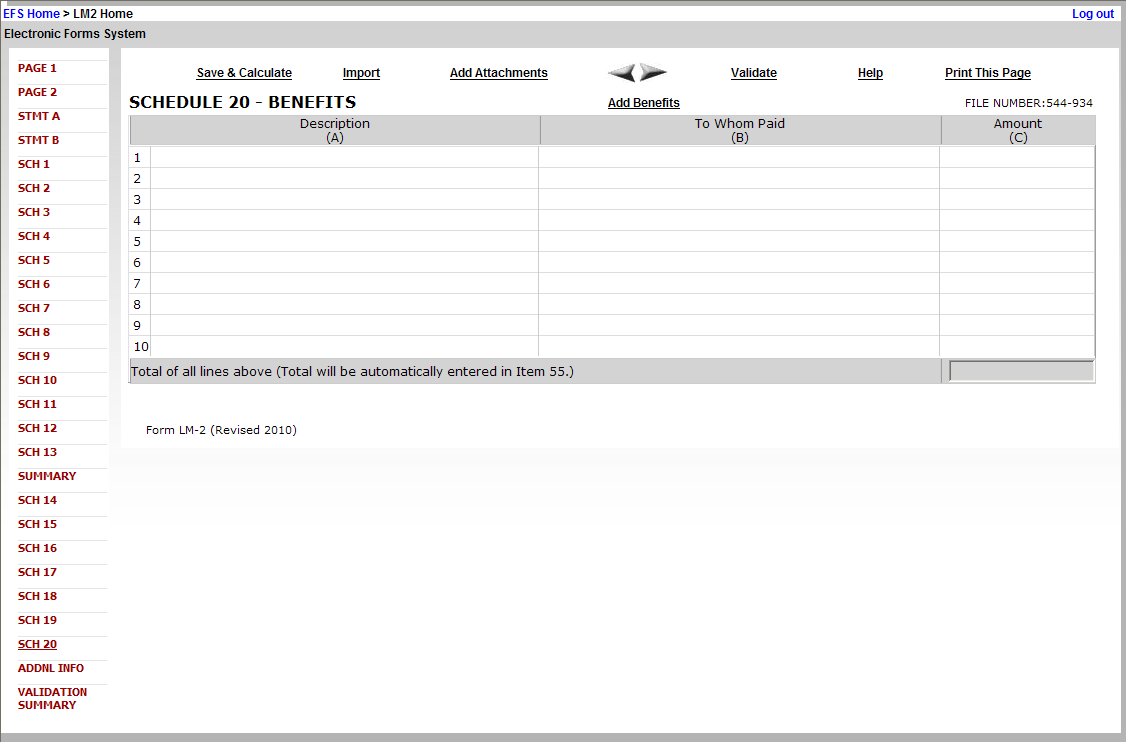 EFS Home > LM2 Home
Log out
Electronic Forms System
PAGE 1
PAGE 2
STMT A
STMT B
SCH 1
SCH 2
SCH 3
SCH 4
SCH 5
SCH 6
SCH 7
SCH 8
SCH 9
SCH 10
SCH 11
SCH 12
SCH 13
SUMMARY
SCH 14
SCH 15
SCH 16
SCH 17
SCH 18
SCH 19
SCH 20
ADDNL INFO
VALIDATION
SUMMARY
Save & Calculate Import Add Attachments Validate Help Print This Page
SCHEDULE 20 - BENEFITS Add Benefits FILE NUMBER:544-934
Description To Whom Paid Amount
(A) (B) (C)
1
2
3
4
5
6
7
8
9
10
Total of all lines above (Total will be automatically entered in Item 55.)
Form LM-2 (Revised 2010)